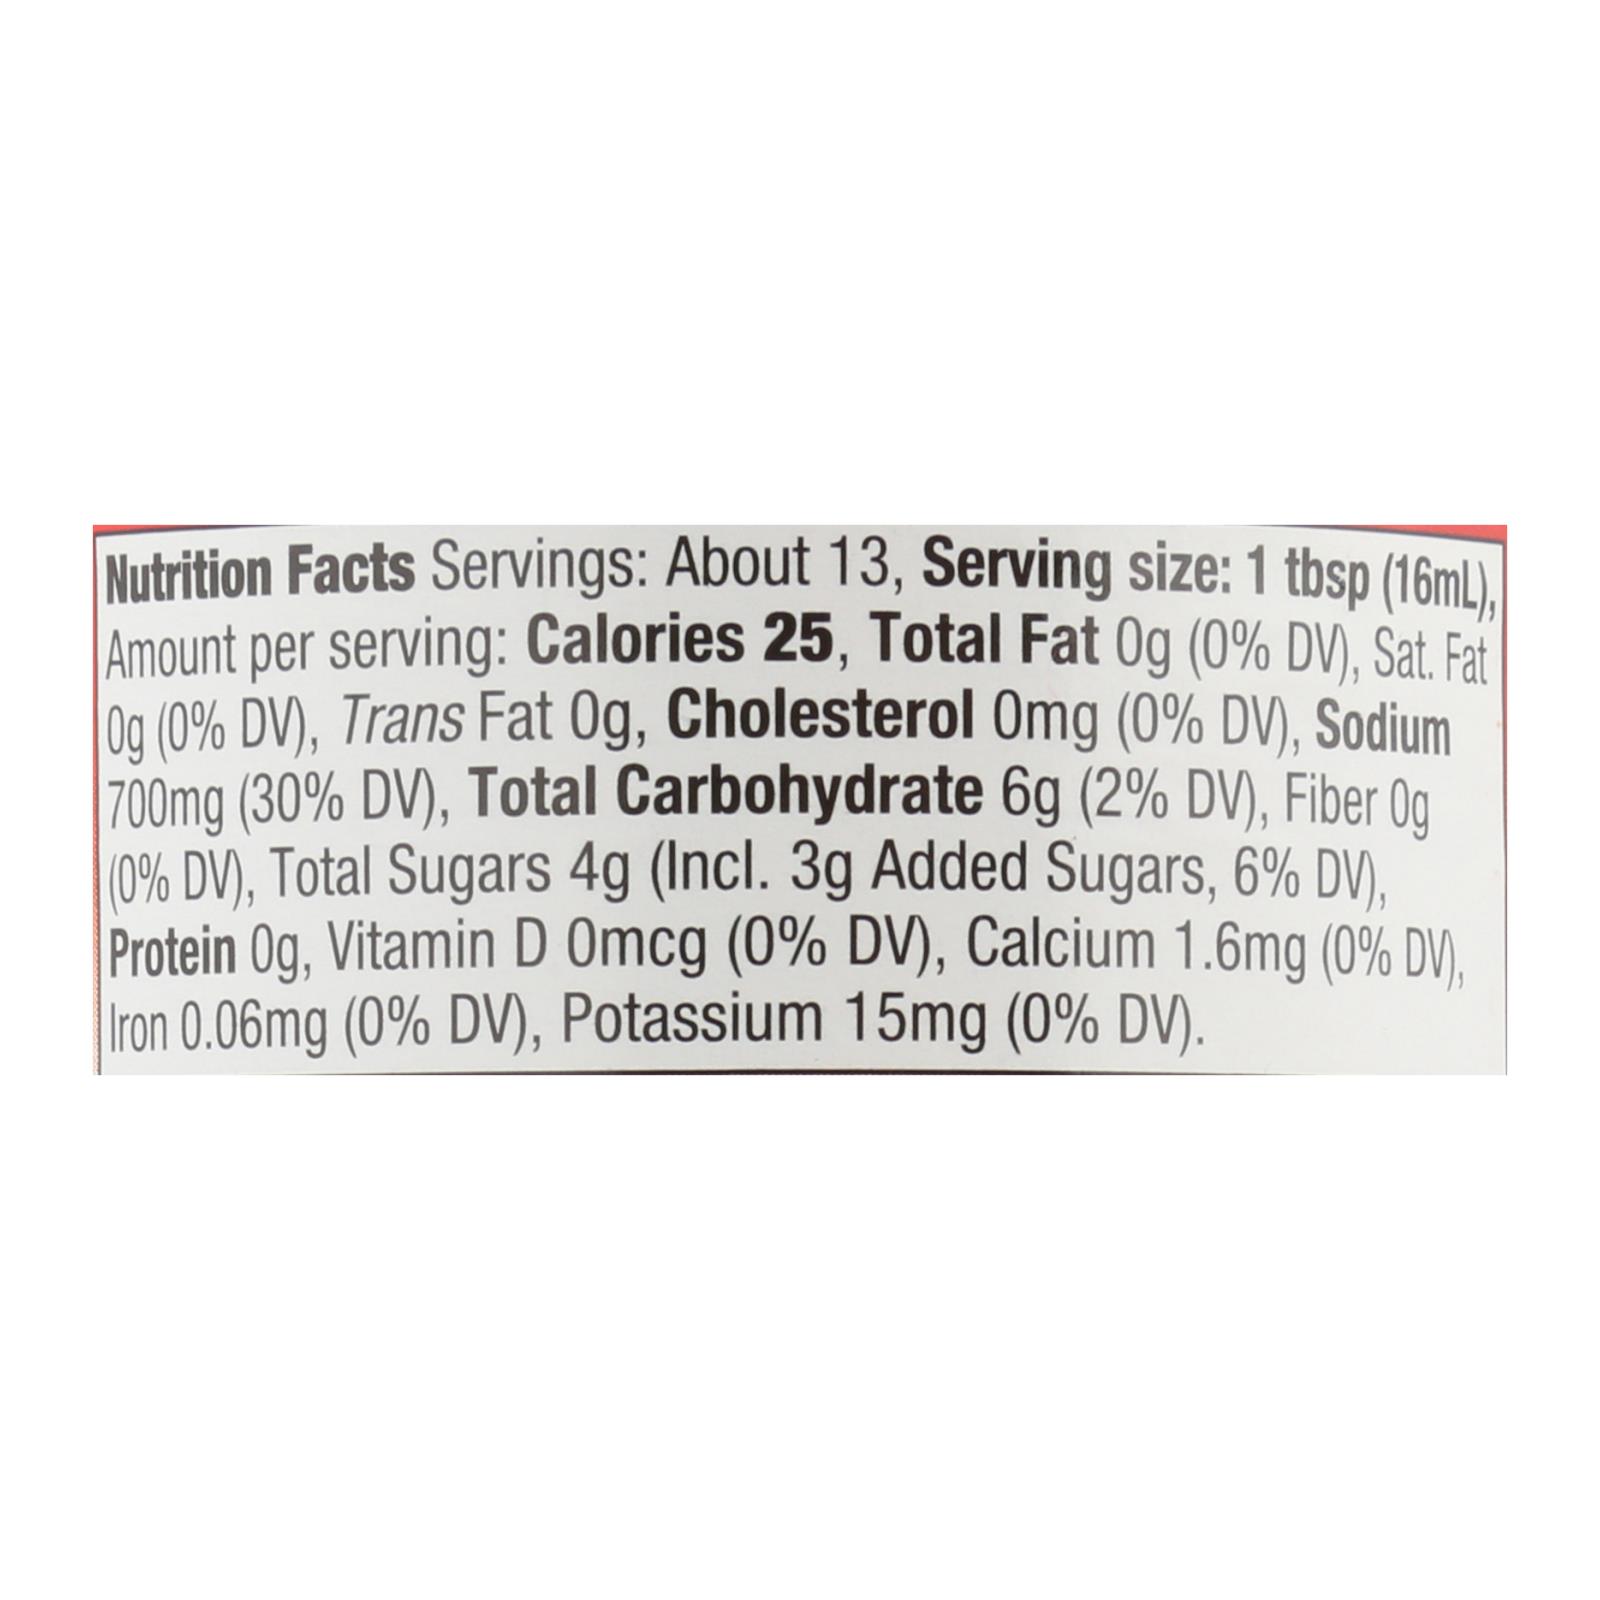 Nutrition Facts Servings: About 13, Serving size: 1 tbsp (16mL),
Amount per serving: Calories 25, Total Fat 0g (0% DV), Sat. Fat
0g (0% DV), Trans Fat 0g, Cholesterol 0mg (0% DV), Sodium
700mg (30% DV), Total Carbohydrate 6g (2% DV), Fiber 0g
(0% DV), Total Sugars 4g (Incl. 3g Added Sugars, 6% DV),
Protein 0g, Vitamin D 0mcg (0% DV), Calcium 1.6mg (0% DV),
Iron 0.06mg (0% DV), Potassium 15mg (0% DV).